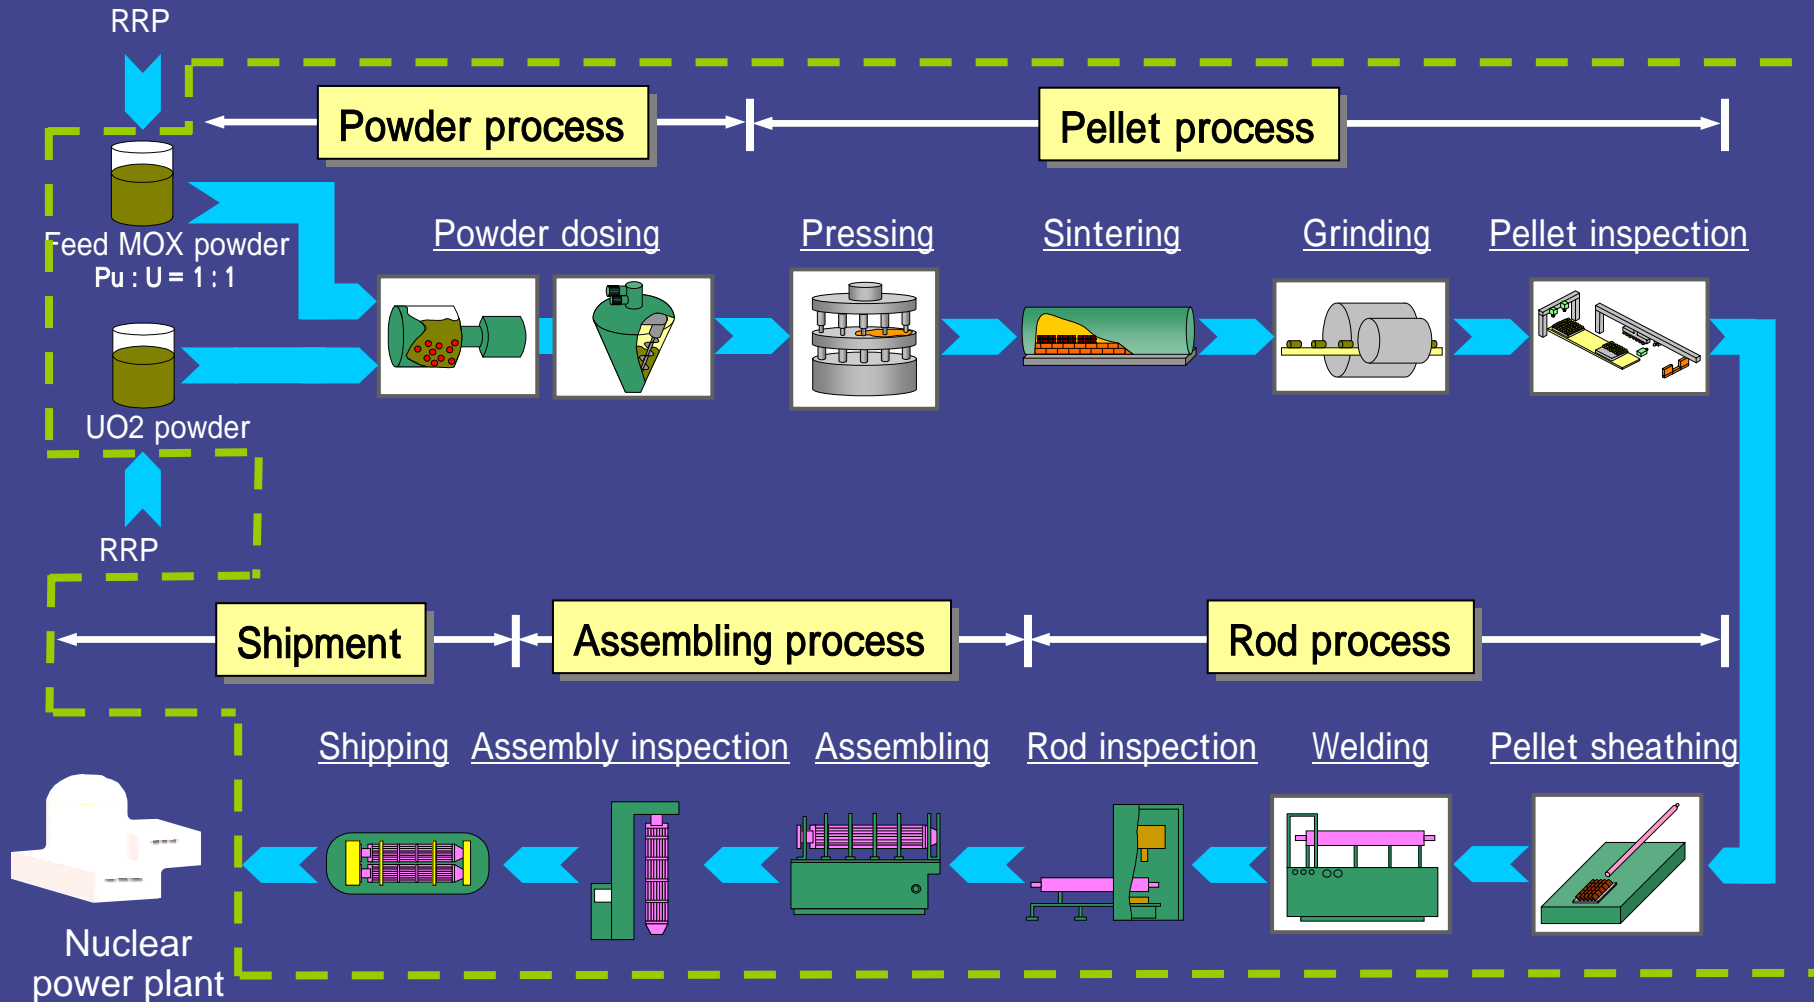 RRP
Powder process
Pellet process
Feed MOX powder
Pu : U = 1 : 1
Powder dosing
Pressing
Sintering
Grinding
Pellet inspection
UO2 powder
RRP
Shipment
Assembling process
Rod process
Shipping
Assembly inspection
Assembling
Rod inspection
Welding
Pellet sheathing
Nuclear
power plant